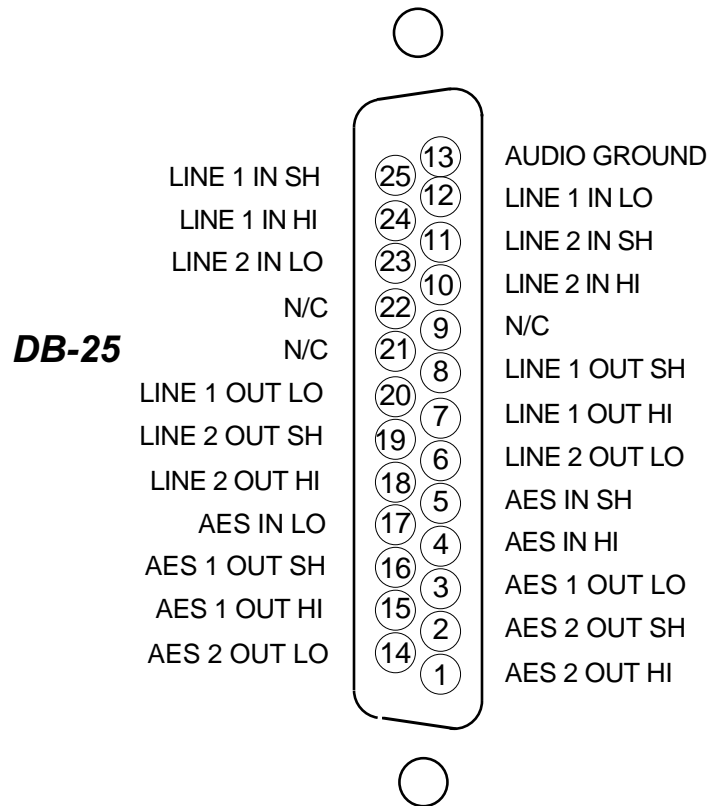 LINE 1 IN SH
LINE 1 IN HI
LINE 2 IN LO
N/C
N/C
LINE 1 OUT LO
LINE 2 OUT SH
LINE 2 OUT HI
AES IN LO
AES 1 OUT SH
AES 1 OUT HI
AES 2 OUT LO
DB-25
25
24
23
22
21
20
19
18
17
16
15
14
13
12
11
10
9
8
7
6
5
4
3
2
1
AUDIO GROUND
LINE 1 IN LO
LINE 2 IN SH
LINE 2 IN HI
N/C
LINE 1 OUT SH
LINE 1 OUT HI
LINE 2 OUT LO
AES IN SH
AES IN HI
AES 1 OUT LO
AES 2 OUT SH
AES 2 OUT HI